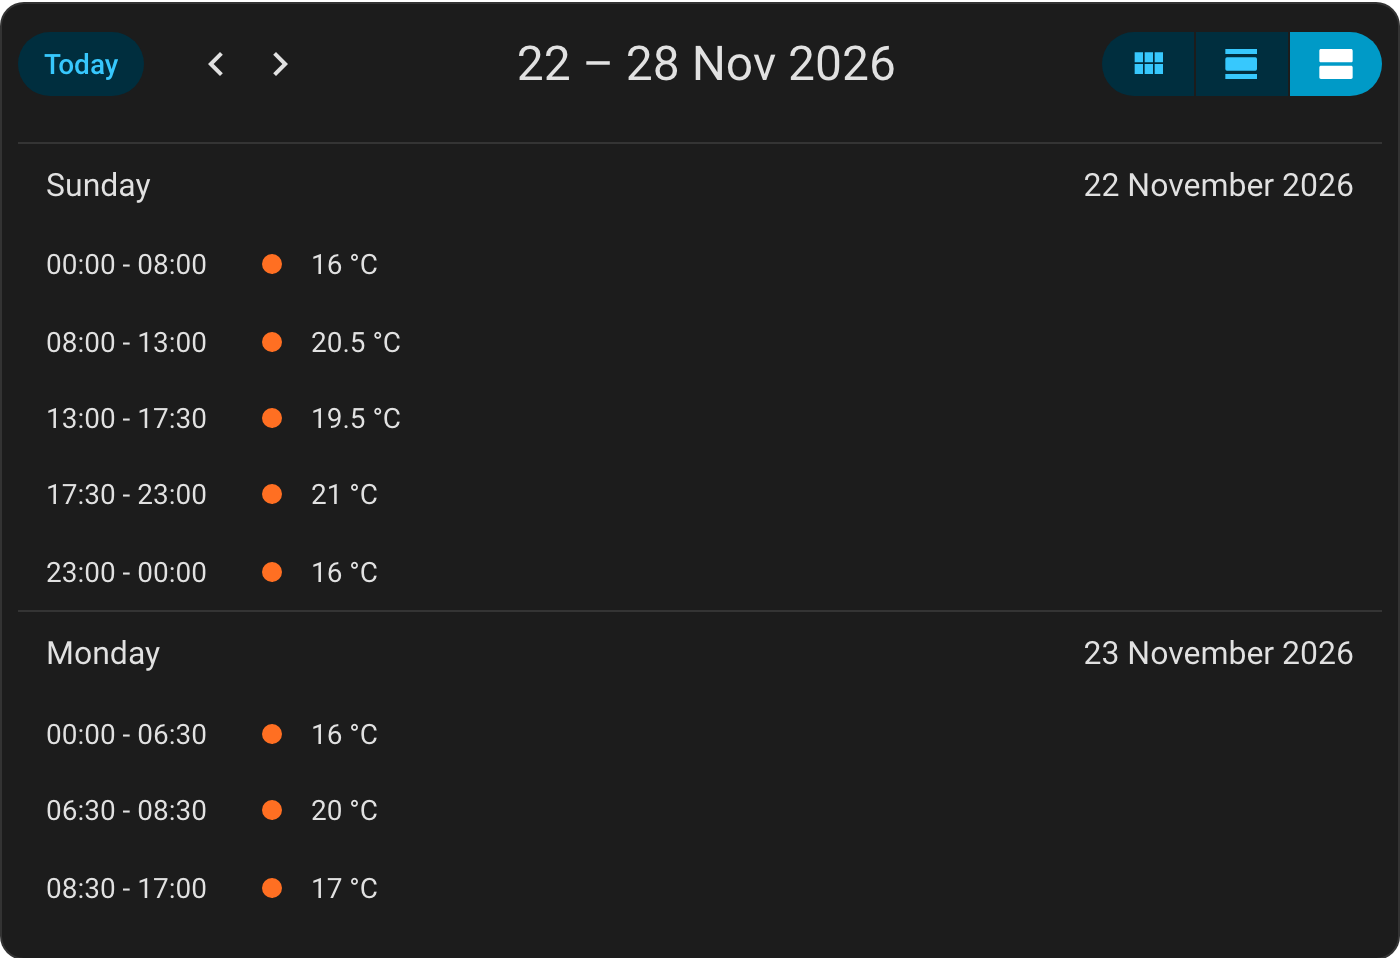 Today
22 – 28 Nov 2026
Sunday 22 November 2026
00:00 - 08:00 16 °C
08:00 - 13:00 20.5 °C
13:00 - 17:30 19.5 °C
17:30 - 23:00 21 °C
23:00 - 00:00 16 °C
Monday 23 November 2026
00:00 - 06:30 16 °C
06:30 - 08:30 20 °C
08:30 - 17:00 17 °C